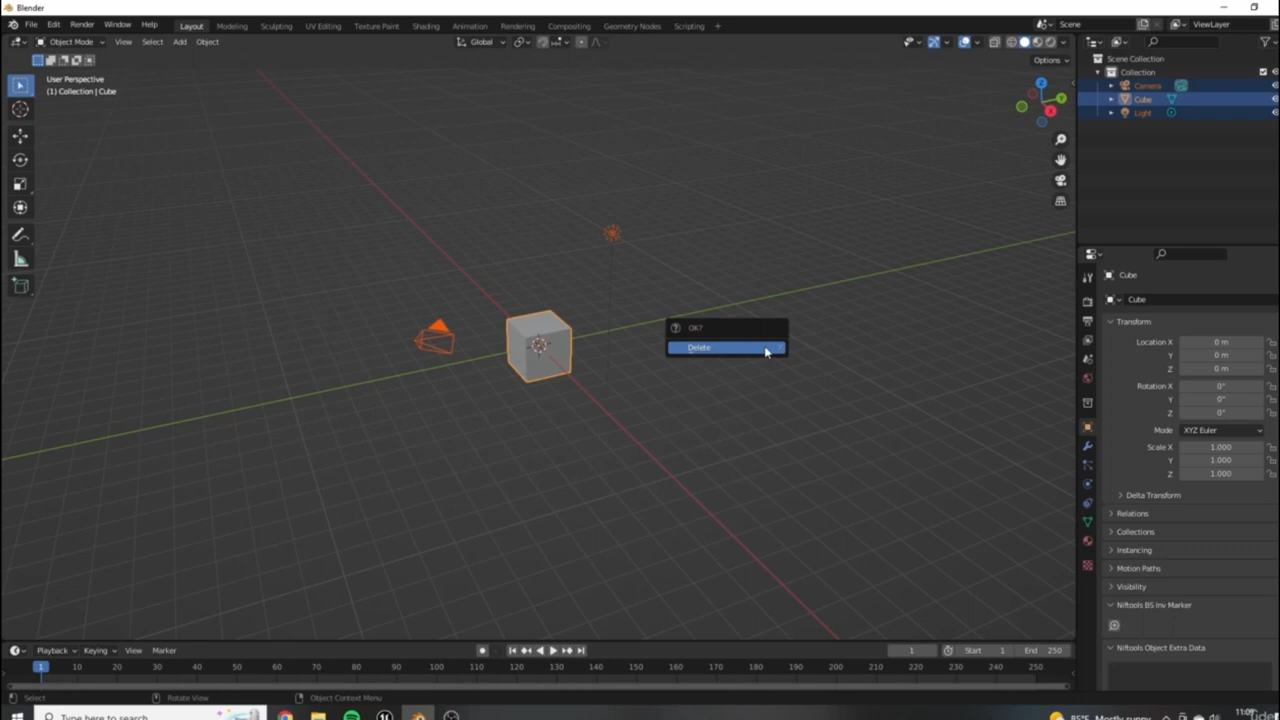 Blender
File Edit Render Window Help Layout Modeling Sculpting UV Editing Texture Paint Shading Animation Rendering Compositing Geometry Nodes Scripting + Scene ViewLayer
Object Mode View Select Add Object Global
Options
User Perspective
(1) Collection | Cube
Z
Y
X
Scene Collection
Collection
Camera
Cube
Light
OK?
Delete
Cube
Cube
Transform
Location X 0 m
Y 0 m
Z 0 m
Rotation X 0°
Y 0°
Z 0°
Mode XYZ Euler
Scale X 1.000
Y 1.000
Z 1.000
Delta Transform
Relations
Collections
Instancing
Motion Paths
Visibility
Niftools BS Inv Marker
Niftools Object Extra Data
Playback Keying View Marker 1 Start 1 End 250
1 10 20 30 40 50 60 70 80 90 100 110 120 130 140 150 160 170 180 190 200 210 220 230 240 250
Select Rotate View Object Context Menu
Type here to search 85°F Mostly sunny